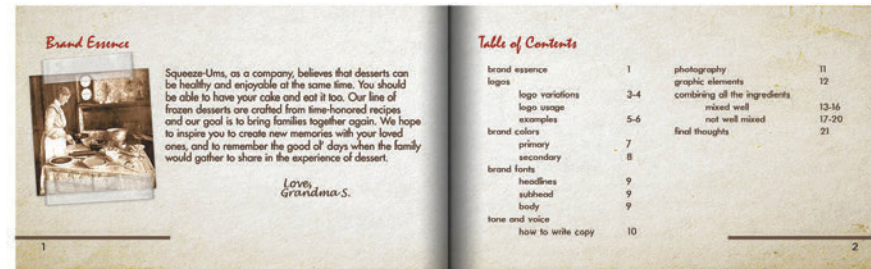 Brand Essence
Squeeze-Ums, as a company, believes that desserts can
be healthy and enjoyable at the same time. You should
be able to have your cake and eat it too. Our line of
frozen desserts are crafted from time-honored recipes
and our goal is to bring families together again. We hope
to inspire you to create new memories with your loved
ones, and to remember the good ol' days when the family
would gather to share in the experience of dessert.
Love,
Grandma S.
1
Table of Contents
brand essence 1
logos
logo variations 3-4
logo usage
examples 5-6
brand colors
primary 7
secondary 8
brand fonts
headlines 9
subhead 9
body 9
tone and voice
how to write copy 10
photography 11
graphic elements 12
combining all the ingredients
mixed well 13-16
not well mixed 17-20
final thoughts 21
2